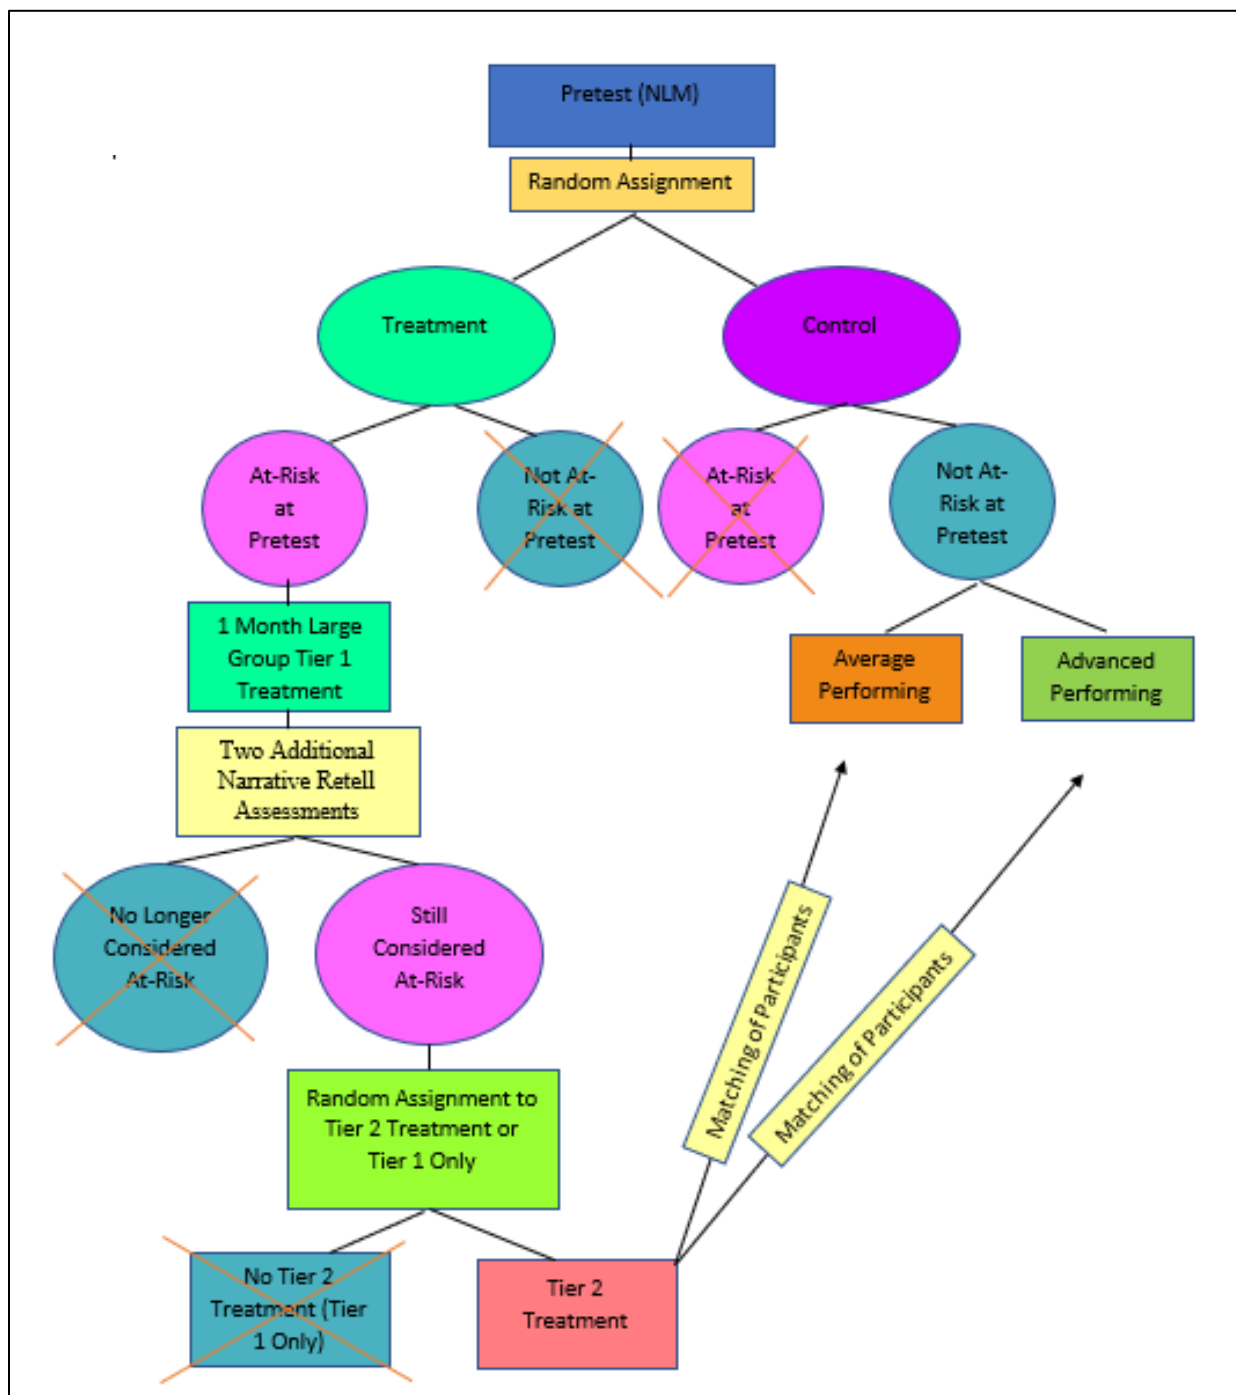 Pretest (NLM)
Random Assignment
Treatment
Control
At-Risk
at
Pretest
Not At-
Risk at
Pretest
At-Risk
at
Pretest
Not At-
Risk at
Pretest
1 Month Large
Group Tier 1
Treatment
Average
Performing
Advanced
Performing
Two Additional
Narrative Retell
Assessments
No Longer
Considered
At-Risk
Still
Considered
At-Risk
Matching of Participants
Matching of Participants
Random Assignment to
Tier 2 Treatment or
Tier 1 Only
No Tier 2
Treatment (Tier
1 Only)
Tier 2
Treatment